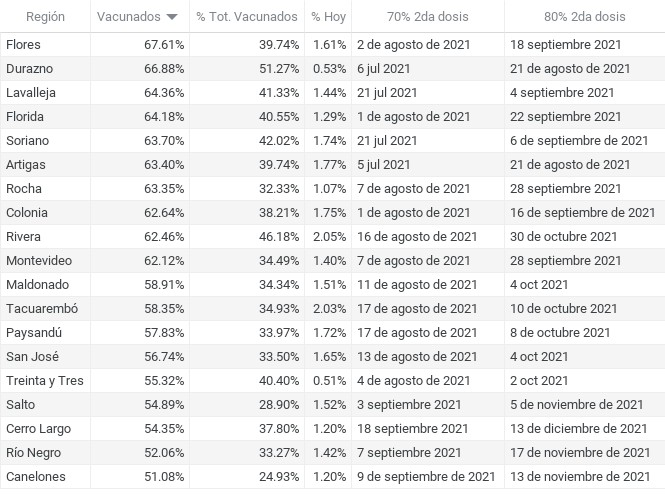 Región Vacunados % Tot. Vacunados % Hoy 70% 2da dosis 80% 2da dosis
Flores 67.61% 39.74% 1.61% 2 de agosto de 2021 18 septiembre 2021
Durazno 66.88% 51.27% 0.53% 6 jul 2021 21 de agosto de 2021
Lavalleja 64.36% 41.33% 1.44% 21 jul 2021 4 septiembre 2021
Florida 64.18% 40.55% 1.29% 1 de agosto de 2021 22 septiembre 2021
Soriano 63.70% 42.02% 1.74% 21 jul 2021 6 de septiembre de 2021
Artigas 63.40% 39.74% 1.77% 5 jul 2021 21 de agosto de 2021
Rocha 63.35% 32.33% 1.07% 7 de agosto de 2021 28 septiembre 2021
Colonia 62.64% 38.21% 1.75% 1 de agosto de 2021 16 de septiembre de 2021
Rivera 62.46% 46.18% 2.05% 16 de agosto de 2021 30 de octubre 2021
Montevideo 62.12% 34.49% 1.40% 7 de agosto de 2021 28 septiembre 2021
Maldonado 58.91% 34.34% 1.51% 11 de agosto de 2021 4 oct 2021
Tacuarembó 58.35% 34.93% 2.03% 17 de agosto de 2021 10 de octubre 2021
Paysandú 57.83% 33.97% 1.72% 17 de agosto de 2021 8 de octubre 2021
San José 56.74% 33.50% 1.65% 13 de agosto de 2021 4 oct 2021
Treinta y Tres 55.32% 40.40% 0.51% 4 de agosto de 2021 2 oct 2021
Salto 54.89% 28.90% 1.52% 3 septiembre 2021 5 de noviembre de 2021
Cerro Largo 54.35% 37.80% 1.20% 18 septiembre 2021 13 de diciembre de 2021
Río Negro 52.06% 33.27% 1.42% 7 septiembre 2021 17 de noviembre de 2021
Canelones 51.08% 24.93% 1.20% 9 de septiembre de 2021 13 de noviembre de 2021